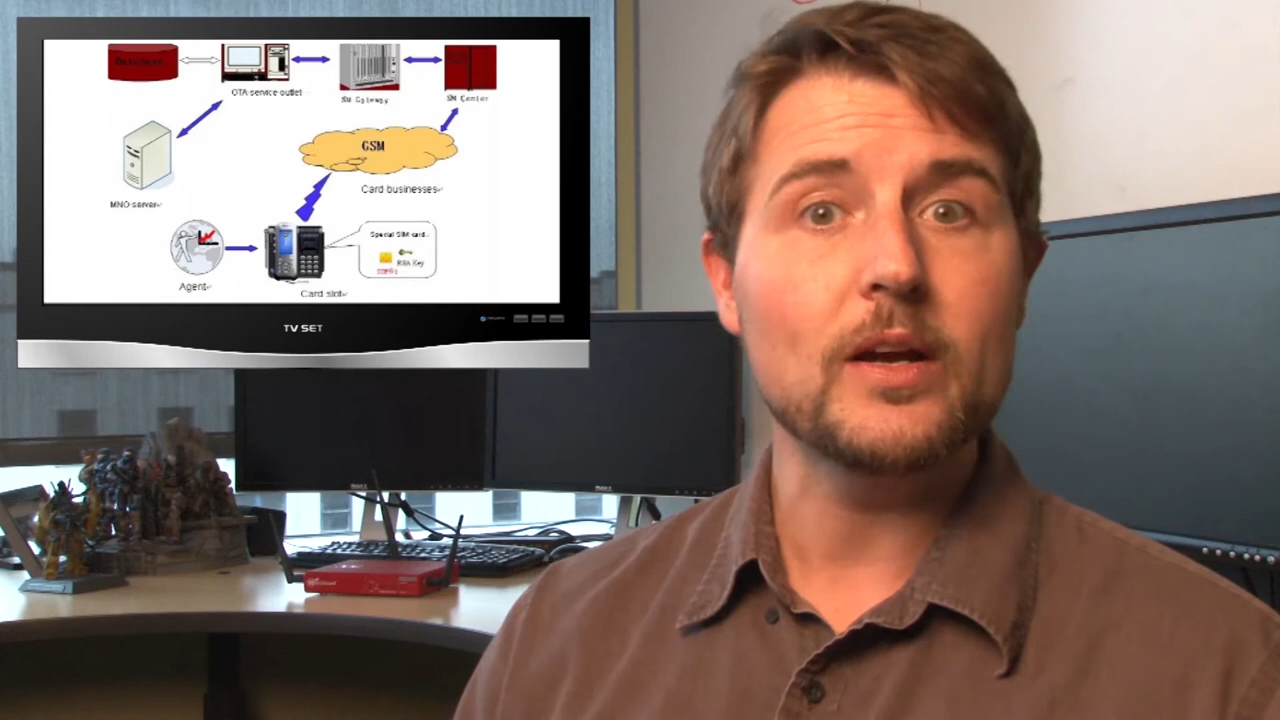 OTA service outlet
SM Gateway
SM Center
GSM
Card businesses
MNO server
Special SIM card
RSA Key
Agent
Card slot
TV SET